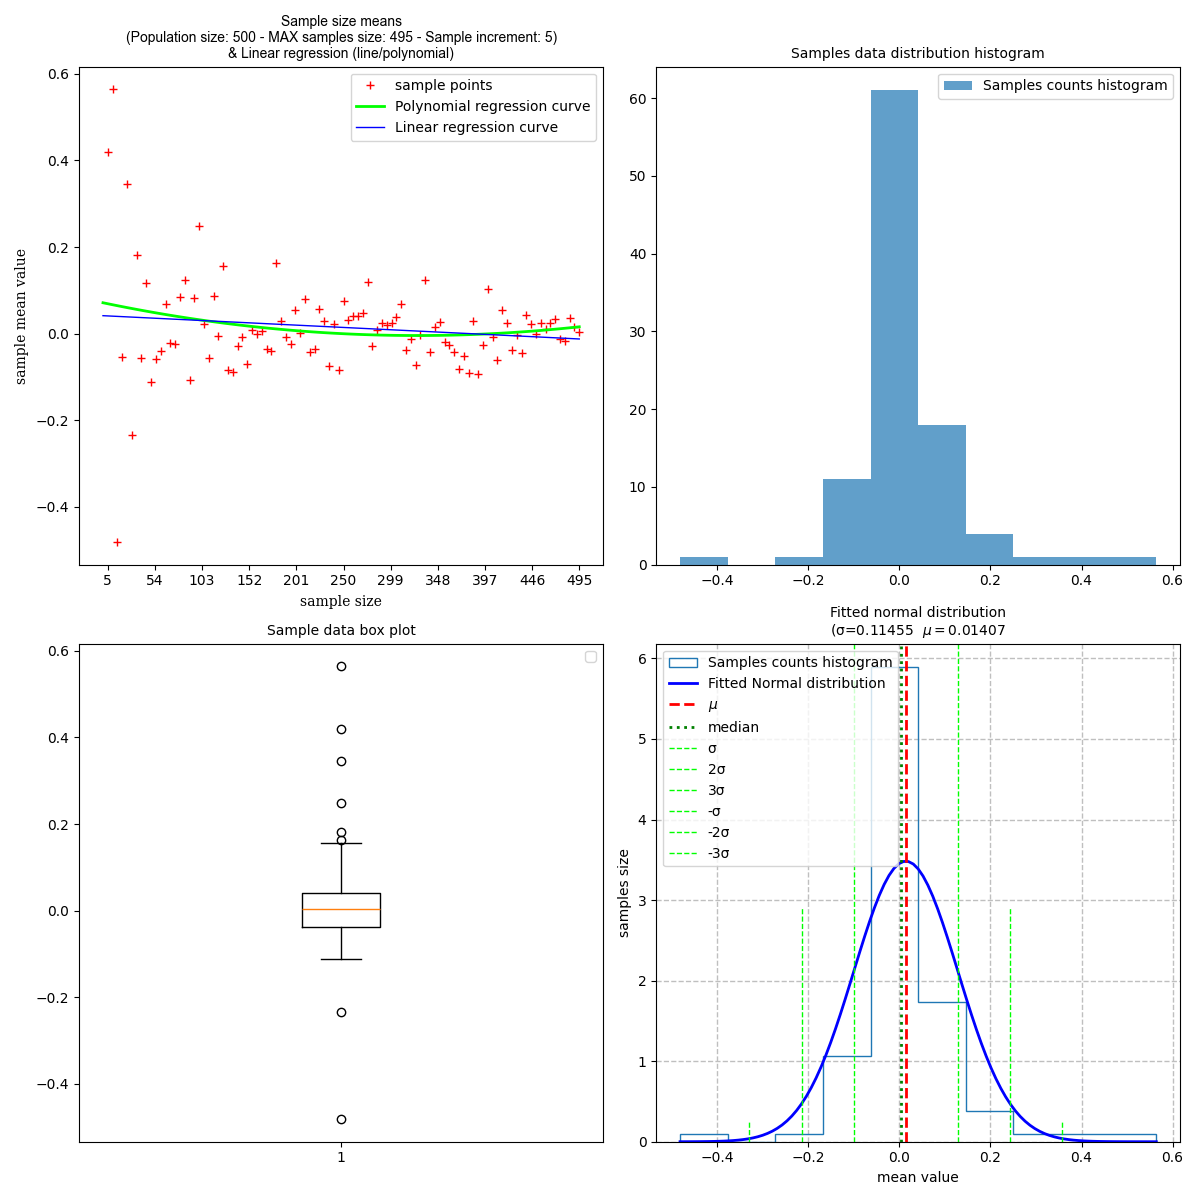 Sample size means
(Population size: 500 - MAX samples size: 495 - Sample increment: 5)
& Linear regression (line/polynomial)
sample points
Polynomial regression curve
Linear regression curve
0.6
0.4
0.2
0.0
−0.2
−0.4
sample mean value
5 54 103 152 201 250 299 348 397 446 495
sample size
Samples data distribution histogram
Samples counts histogram
60
50
40
30
20
10
0
−0.4 −0.2 0.0 0.2 0.4 0.6
Sample data box plot
0.6
0.4
0.2
0.0
−0.2
−0.4
1
Fitted normal distribution
(σ=0.11455 μ = 0.01407
Samples counts histogram
Fitted Normal distribution
μ
median
σ
2σ
3σ
-σ
-2σ
-3σ
6
5
4
3
2
1
0
samples size
−0.4 −0.2 0.0 0.2 0.4 0.6
mean value